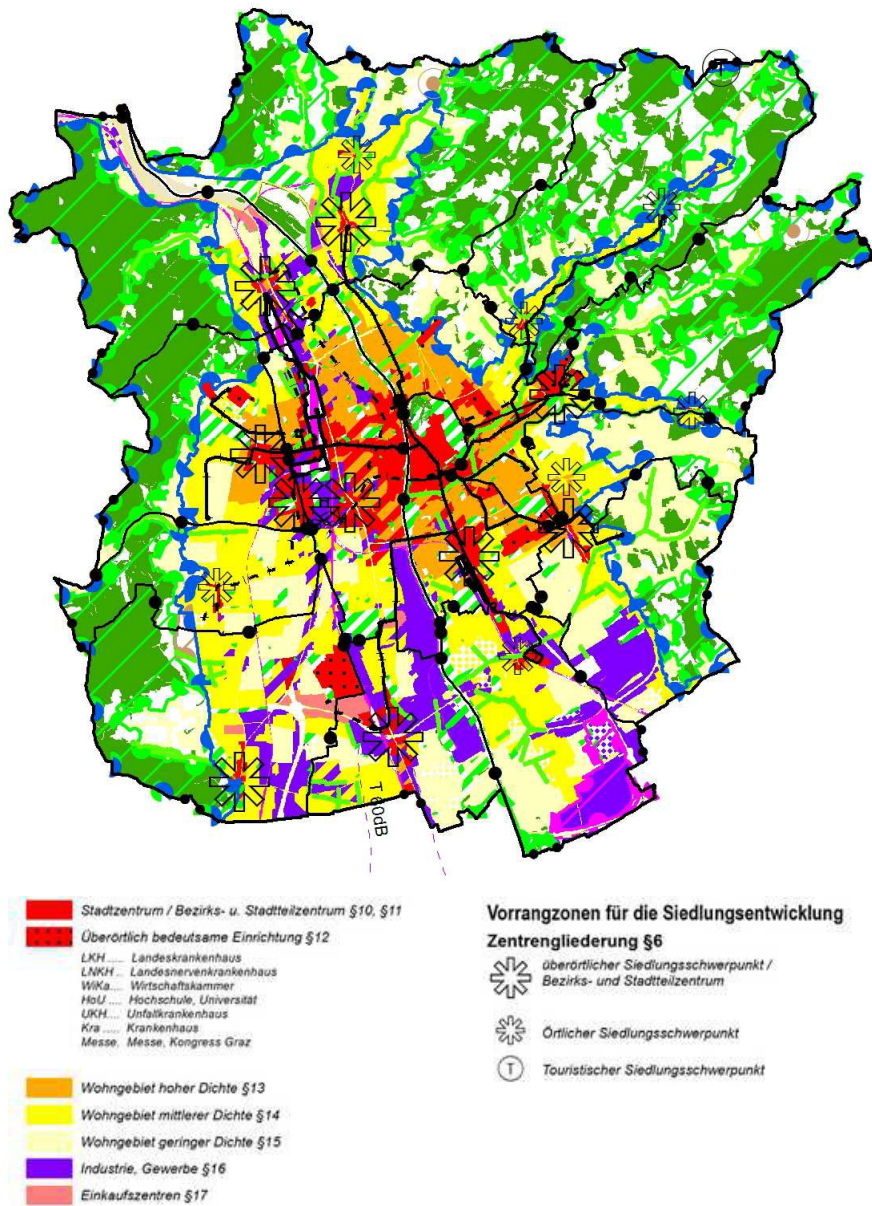 T
T 60dB
Stadtzentrum / Bezirks- u. Stadtteilzentrum §10, §11
Überörtlich bedeutsame Einrichtung §12
LKH ..... Landeskrankenhaus
LNKH .. Landesnervenkrankenhaus
WiKa.... Wirtschaftskammer
HoU .... Hochschule, Universität
UKH.... Unfallkrankenhaus
Kra ..... Krankenhaus
Messe. Messe, Kongress Graz
Wohngebiet hoher Dichte §13
Wohngebiet mittlerer Dichte §14
Wohngebiet geringer Dichte §15
Industrie, Gewerbe §16
Einkaufszentren §17
Vorrangzonen für die Siedlungsentwicklung
Zentrengliederung §6
überörtlicher Siedlungsschwerpunkt /
Bezirks- und Stadtteilzentrum
Örtlicher Siedlungsschwerpunkt
T Touristischer Siedlungsschwerpunkt